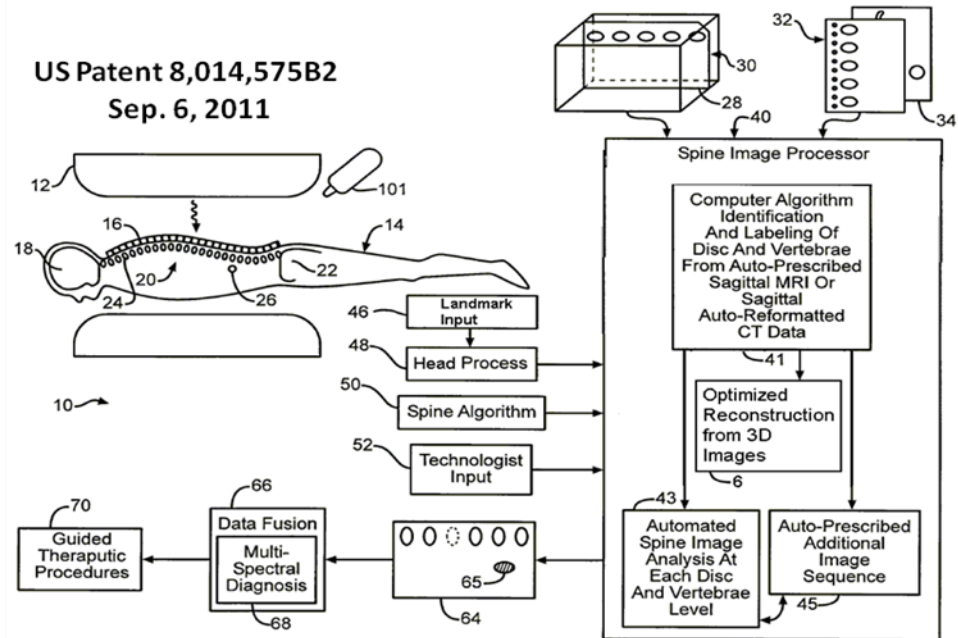 US Patent 8,014,575B2
Sep. 6, 2011
12
101
16
14
18
20
22
24
26
10
30
28
32
34
40
Spine Image Processor
Computer Algorithm
Identification
And Labeling Of
Disc And Vertebrae
From Auto-Prescribed
Sagittal MRI Or
Sagittal
Auto-Reformatted
CT Data
41
46
Landmark
Input
48
Head Process
50
Spine Algorithm
52
Technologist
Input
Optimized
Reconstruction
from 3D
Images
6
43
Automated
Spine Image
Analysis At
Each Disc
And Vertebrae
Level
Auto-Prescribed
Additional
Image
Sequence
45
65
64
66
Data Fusion
Multi-
Spectral
Diagnosis
68
70
Guided
Theraputic
Procedures